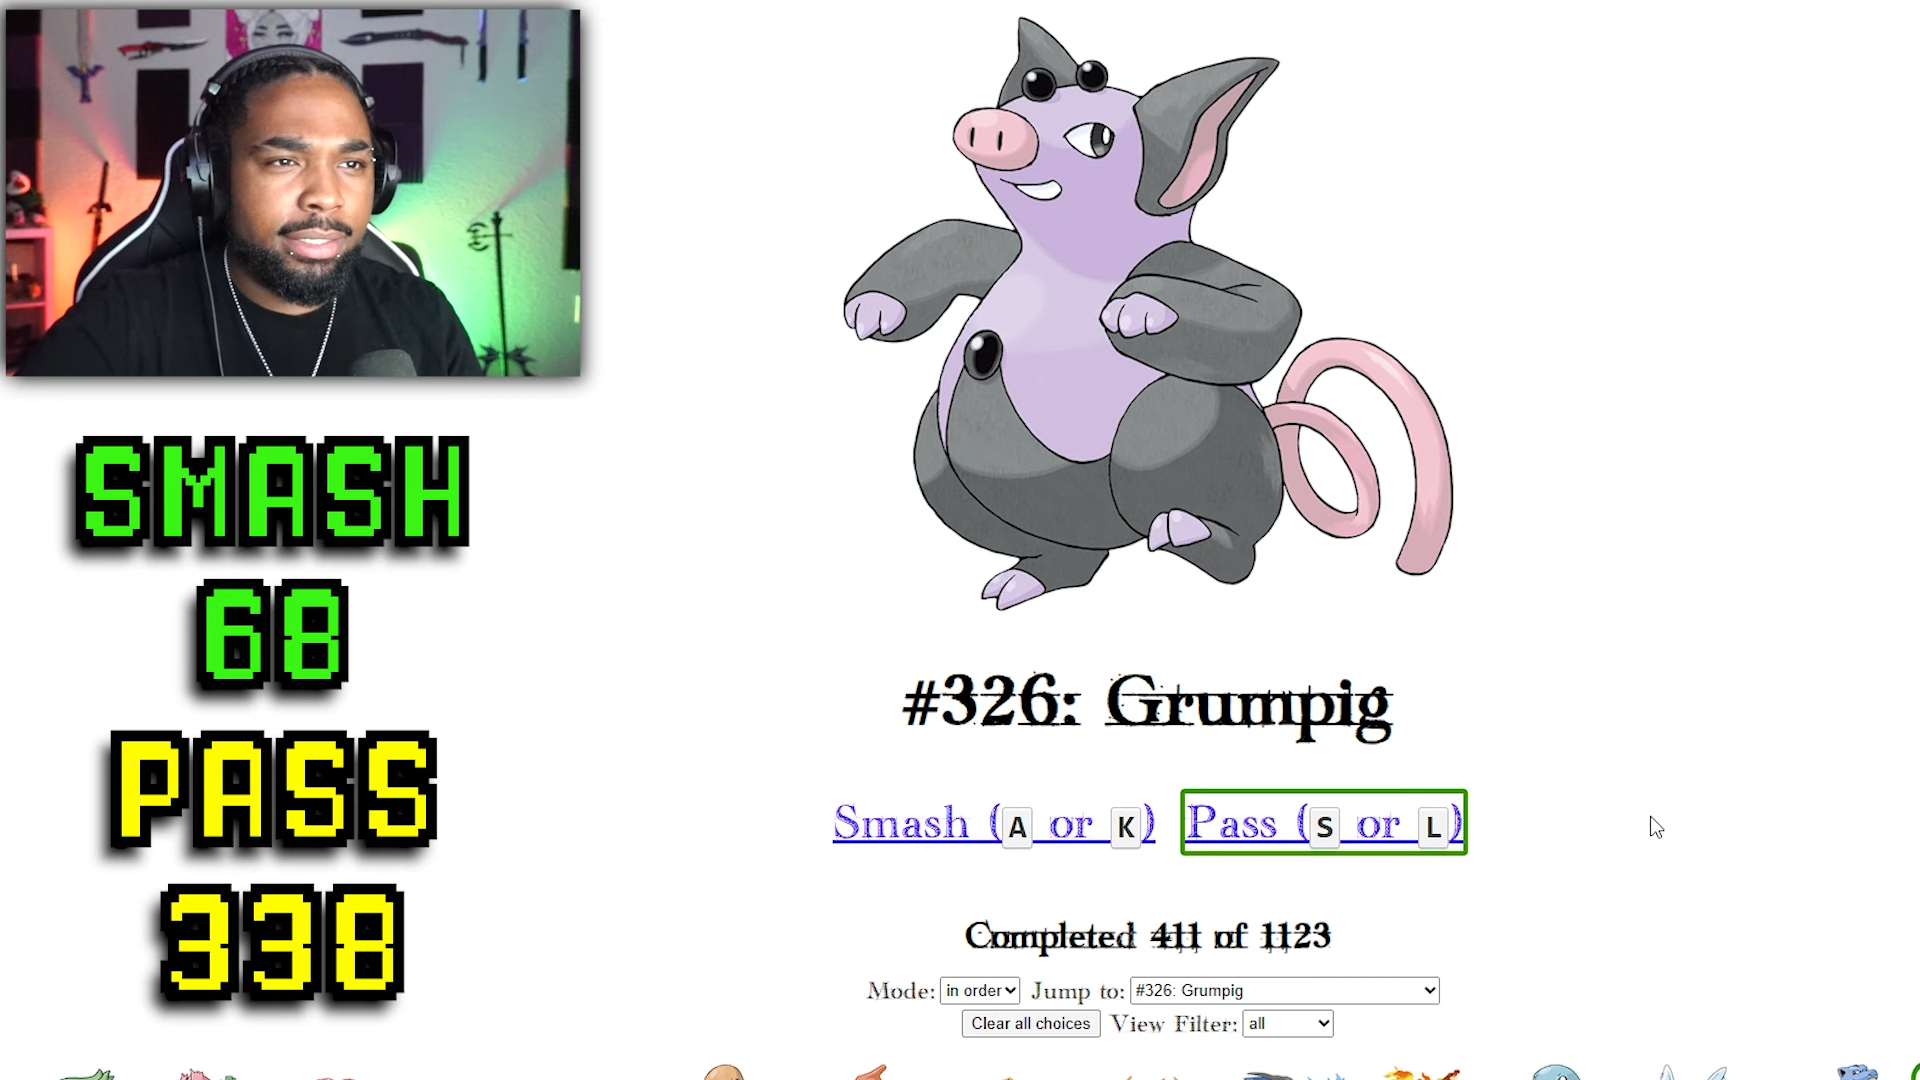 SMASH
68
PASS
338
#326: Grumpig
Smash (A or K) Pass (S or L)
Completed 411 of 1123
Mode: in order Jump to: #326: Grumpig
Clear all choices View Filter: all